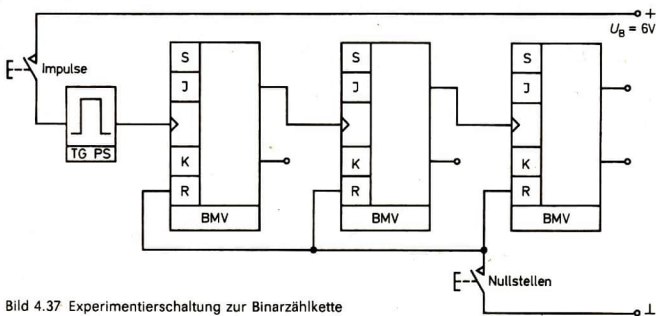 +
U_B = 6V
Impulse
TG PS
S
J
K
R
BMV
S
J
K
R
BMV
S
J
K
R
BMV
Nullstellen
⊥
Bild 4.37 Experimentierschaltung zur Binärzählkette